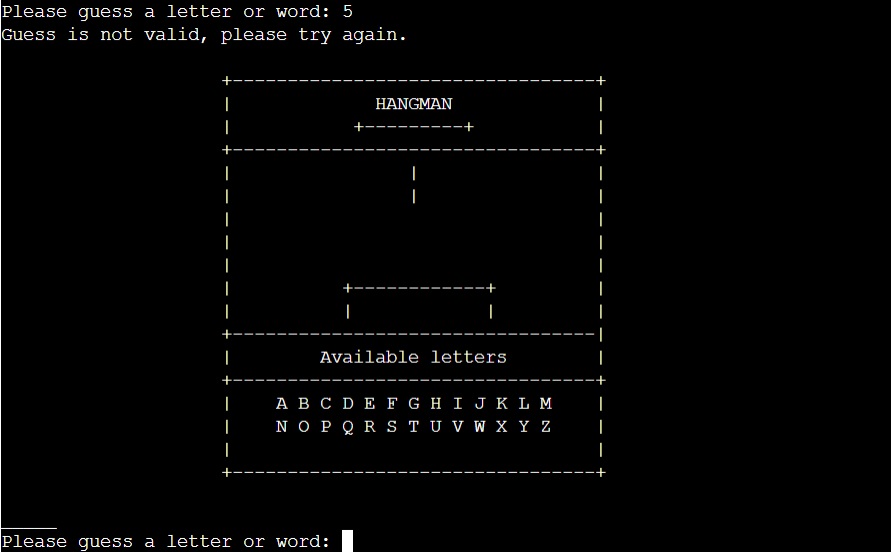 Please guess a letter or word: 5
Guess is not valid, please try again.
HANGMAN
Available letters
A B C D E F G H I J K L M
N O P Q R S T U V W X Y Z
_____
Please guess a letter or word: